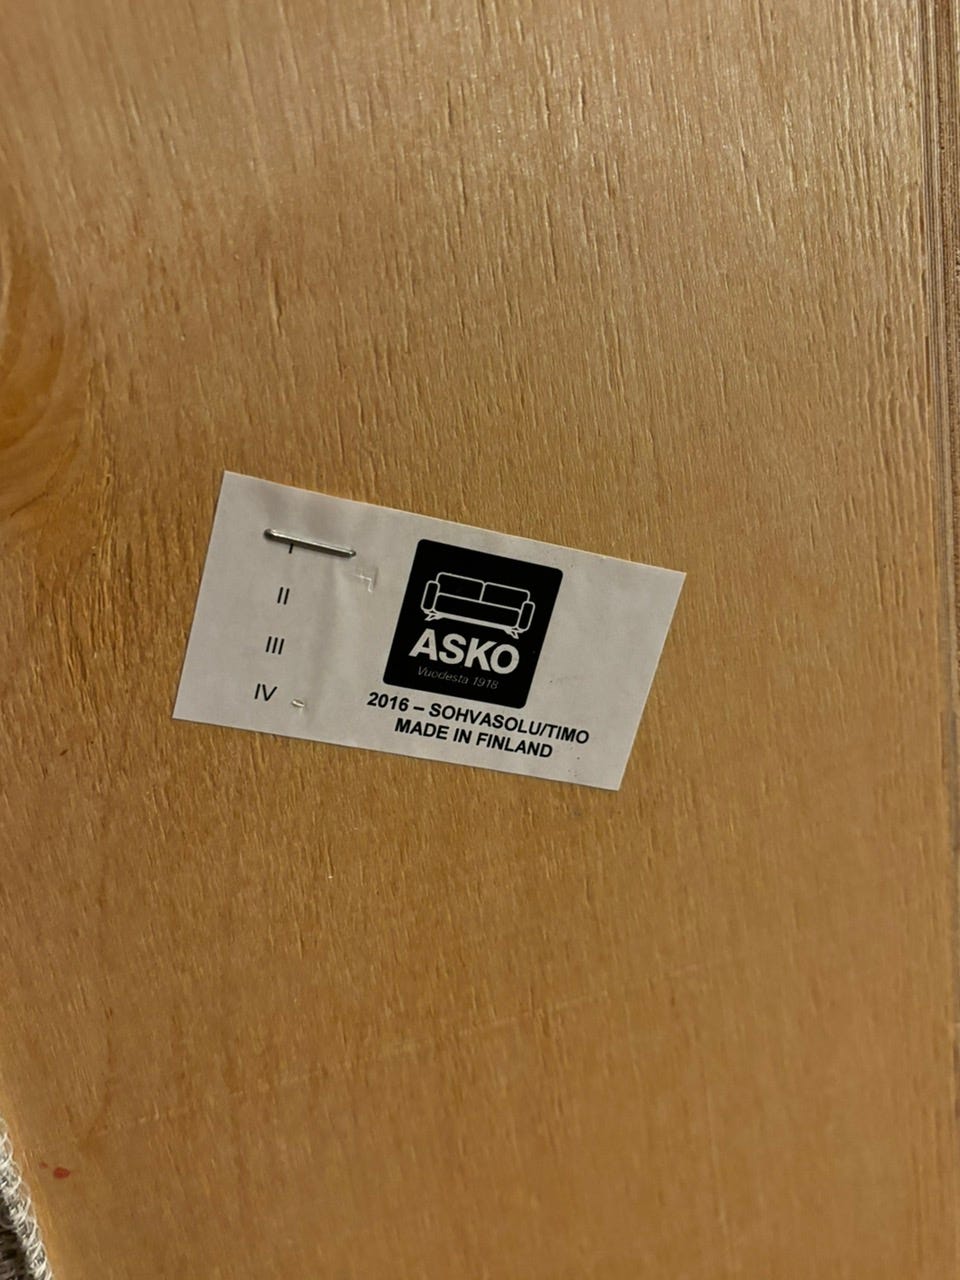 I
II
III
IV
ASKO
Vuodesta 1918
2016 – SOHVASOLU/TIMO
MADE IN FINLAND